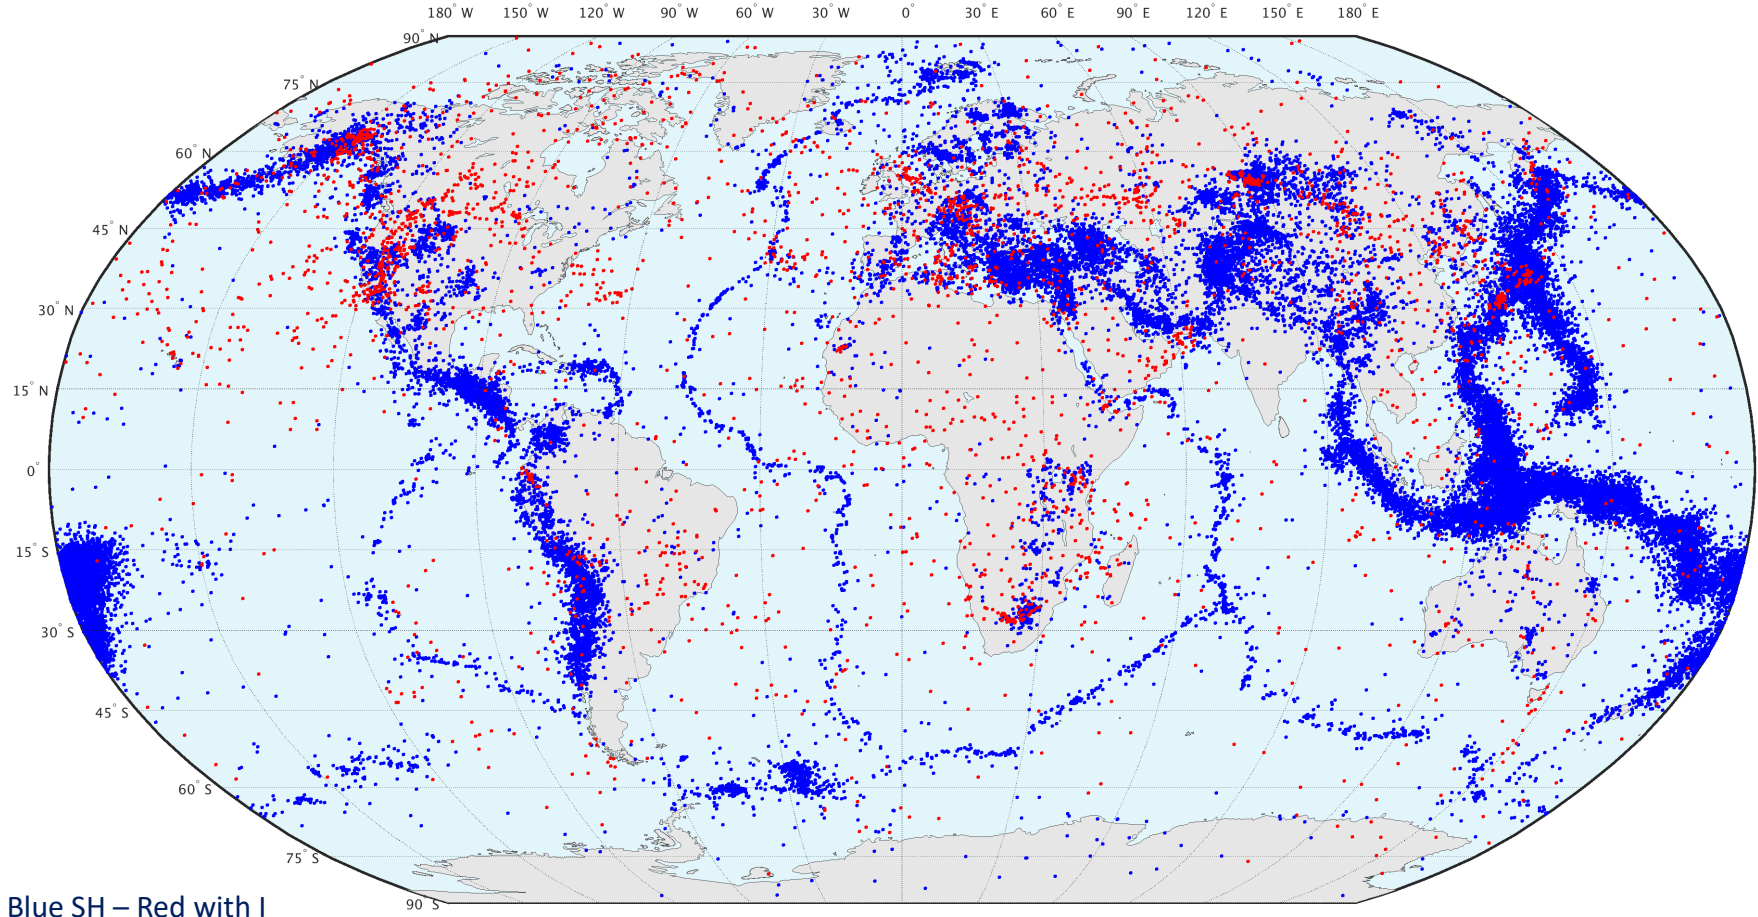 180° W 150° W 120° W 90° W 60° W 30° W 0° 30° E 60° E 90° E 120° E 150° E 180° E
90° N
75° N
60° N
45° N
30° N
15° N
0°
15° S
30° S
45° S
60° S
75° S
90° S
Blue SH – Red with I